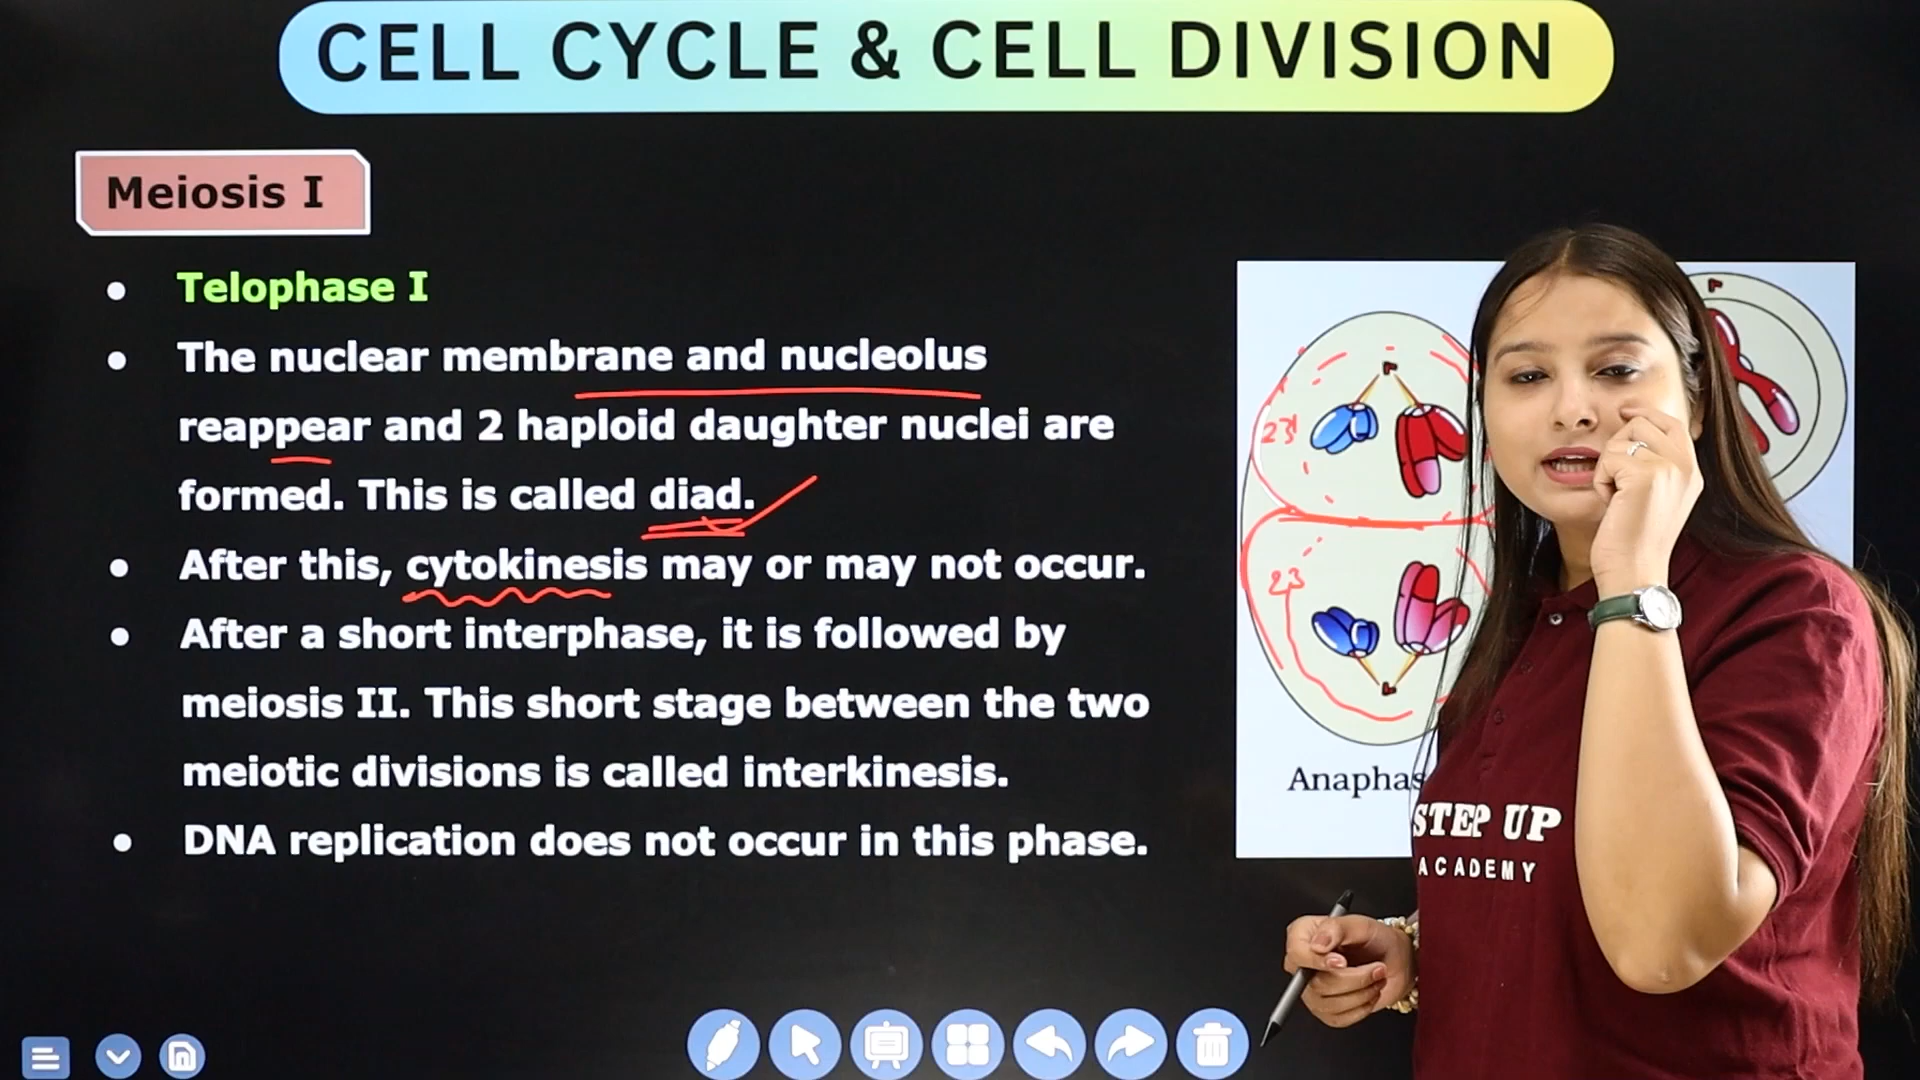 CELL CYCLE & CELL DIVISION
Meiosis I
Telophase I
The nuclear membrane and nucleolus
reappear and 2 haploid daughter nuclei are
formed. This is called diad.
After this, cytokinesis may or may not occur.
After a short interphase, it is followed by
meiosis II. This short stage between the two
meiotic divisions is called interkinesis.
DNA replication does not occur in this phase.
23
23
Anaphas
STEP UP
ACADEMY